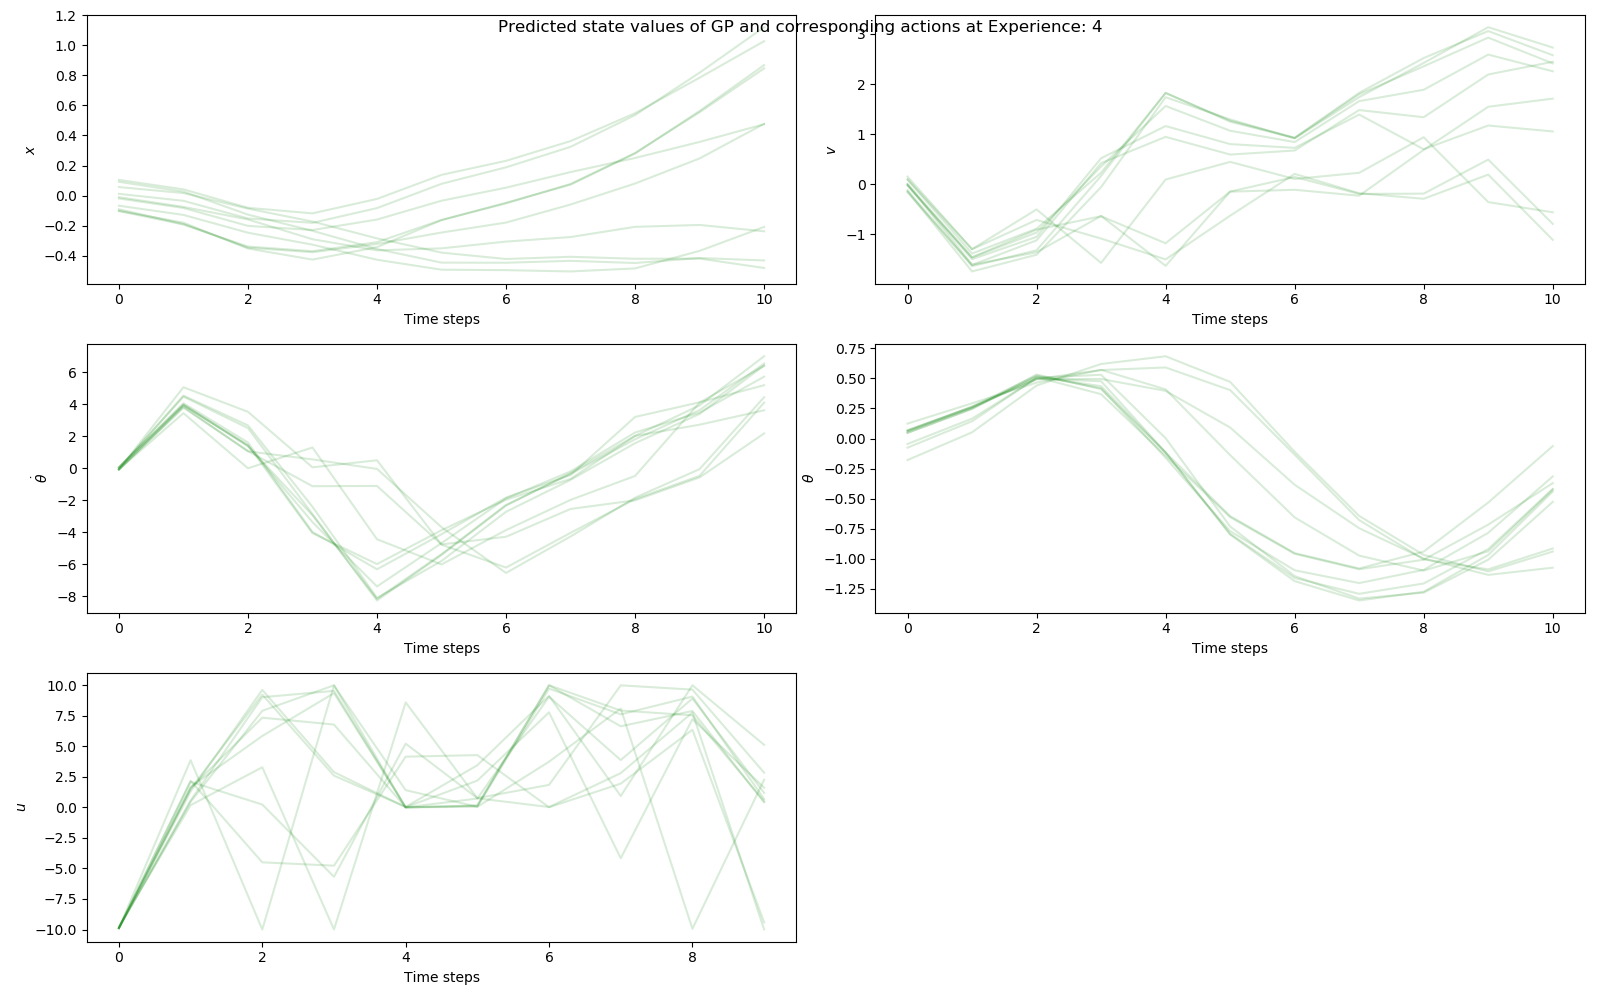 Predicted state values of GP and corresponding actions at Experience: 4
1.2
1.0
0.8
0.6
0.4
0.2
0.0
−0.2
−0.4
x
0 2 4 6 8 10
Time steps
3
2
1
0
−1
v
0 2 4 6 8 10
Time steps
6
4
2
0
−2
−4
−6
−8
θ̇
0 2 4 6 8 10
Time steps
0.75
0.50
0.25
0.00
−0.25
−0.50
−0.75
−1.00
−1.25
θ
0 2 4 6 8 10
Time steps
10.0
7.5
5.0
2.5
0.0
−2.5
−5.0
−7.5
−10.0
u
0 2 4 6 8
Time steps